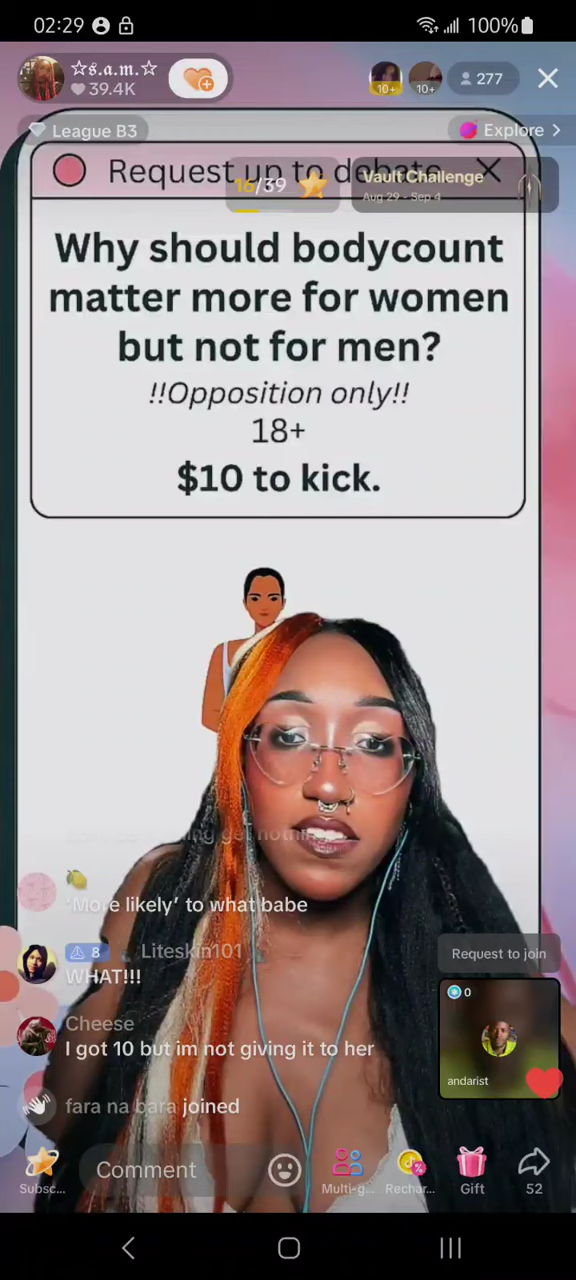 02:29
100%
☆𝖘.𝖆.𝖒.☆
39.4K
10+
10+
277
League B3
Explore >
Request up to debate
16/39
Vault Challenge
Aug 29 - Sep 4
Why should bodycount
matter more for women
but not for men?
!!Opposition only!!
18+
$10 to kick.
'More likely' to what babe
8 Liteskin101
WHAT!!!
Request to join
0
Cheese
I got 10 but im not giving it to her
andarist
fara na bara joined
Comment
Subsc...
Multi-g...
Rechar...
Gift
52